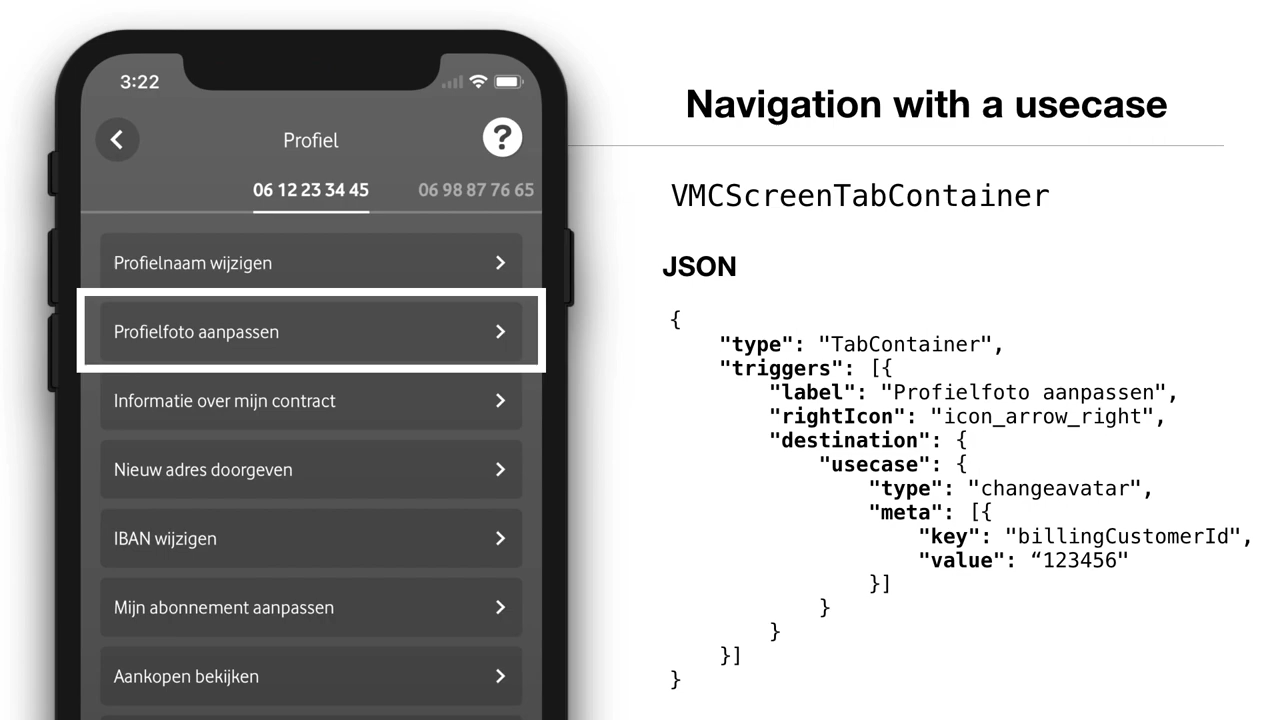 3:22
Profiel
?
06 12 23 34 45
06 98 87 76 65
Profielnaam wijzigen
Profielfoto aanpassen
Informatie over mijn contract
Nieuw adres doorgeven
IBAN wijzigen
Mijn abonnement aanpassen
Aankopen bekijken
Navigation with a usecase
VMCScreenTabContainer
JSON
{
"type": "TabContainer",
"triggers": [{
"label": "Profielfoto aanpassen",
"rightIcon": "icon_arrow_right",
"destination": {
"usecase": {
"type": "changeavatar",
"meta": [{
"key": "billingCustomerId",
"value": “123456"
}]
}
}
}]
}